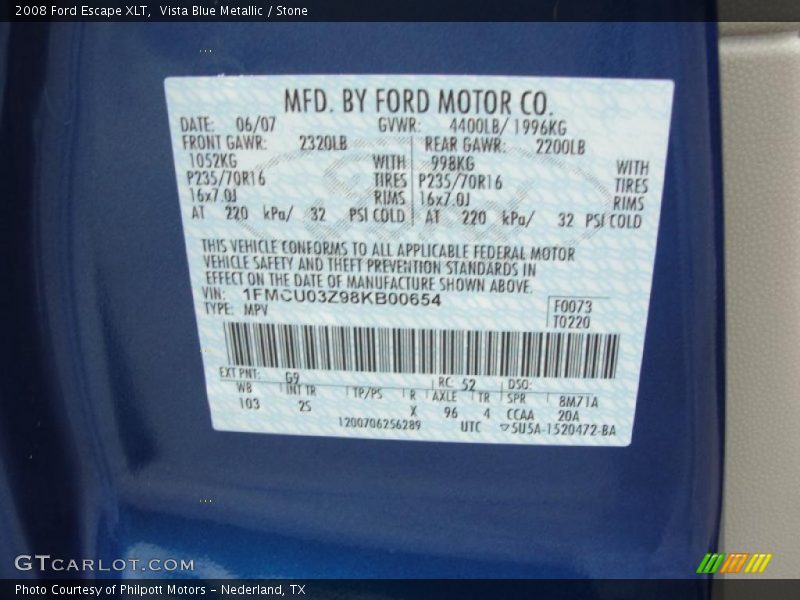 2008 Ford Escape XLT, Vista Blue Metallic / Stone
MFD. BY FORD MOTOR CO.
DATE: 06/07 GVWR: 4400LB/ 1996KG
FRONT GAWR: 2320LB REAR GAWR: 2200LB
1052KG WITH 998KG WITH
P235/70R16 TIRES P235/70R16 TIRES
16x7.0J RIMS 16x7.0J RIMS
AT 220 kPa/ 32 PSI COLD AT 220 kPa/ 32 PSI COLD
THIS VEHICLE CONFORMS TO ALL APPLICABLE FEDERAL MOTOR
VEHICLE SAFETY AND THEFT PREVENTION STANDARDS IN
EFFECT ON THE DATE OF MANUFACTURE SHOWN ABOVE.
VIN: 1FMCU03Z98KB00654 F0073
TYPE: MPV T0220
EXT PNT: G9 RC: 52 DSO:
WB INT TR TP/PS R AXLE TR SPR 8M71A
103 2S X 96 4 CCAA 20A
1200706256289 UTC ▽5U5A-1520472-BA
GTCARLOT.COM
Photo Courtesy of Philpott Motors - Nederland, TX